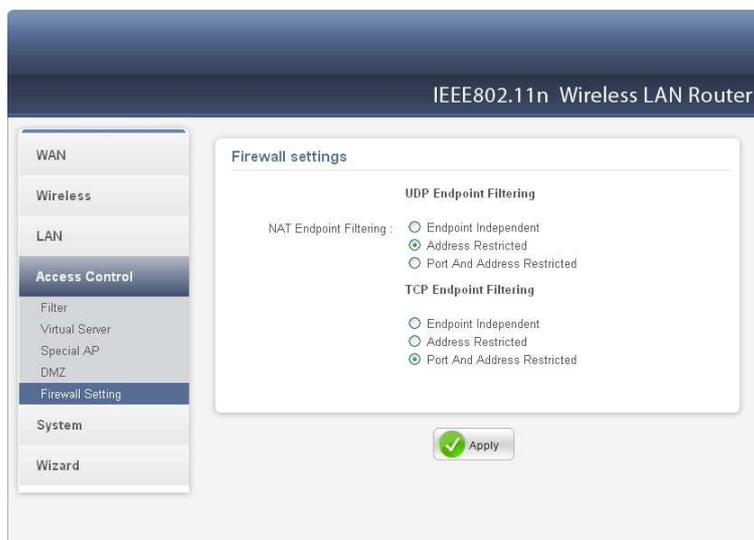 IEEE802.11n Wireless LAN Router
WAN
Wireless
LAN
Access Control
Filter
Virtual Server
Special AP
DMZ
Firewall Setting
System
Wizard
Firewall settings
UDP Endpoint Filtering
NAT Endpoint Filtering :
Endpoint Independent
Address Restricted
Port And Address Restricted
TCP Endpoint Filtering
Endpoint Independent
Address Restricted
Port And Address Restricted
Apply